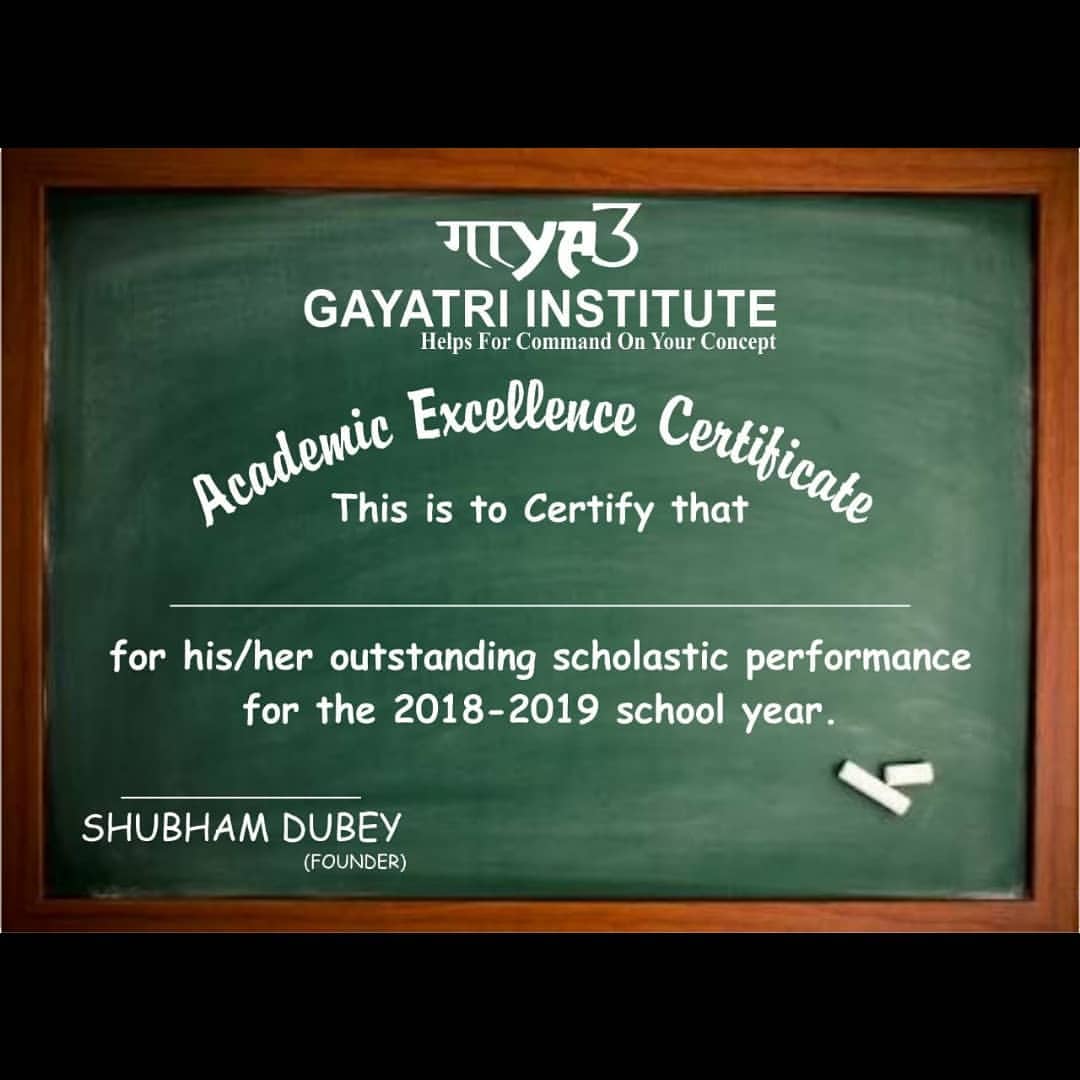 गाYA3
GAYATRI INSTITUTE
Helps For Command On Your Concept
Academic Excellence Certificate
This is to Certify that
for his/her outstanding scholastic performance
for the 2018-2019 school year.
SHUBHAM DUBEY
(FOUNDER)